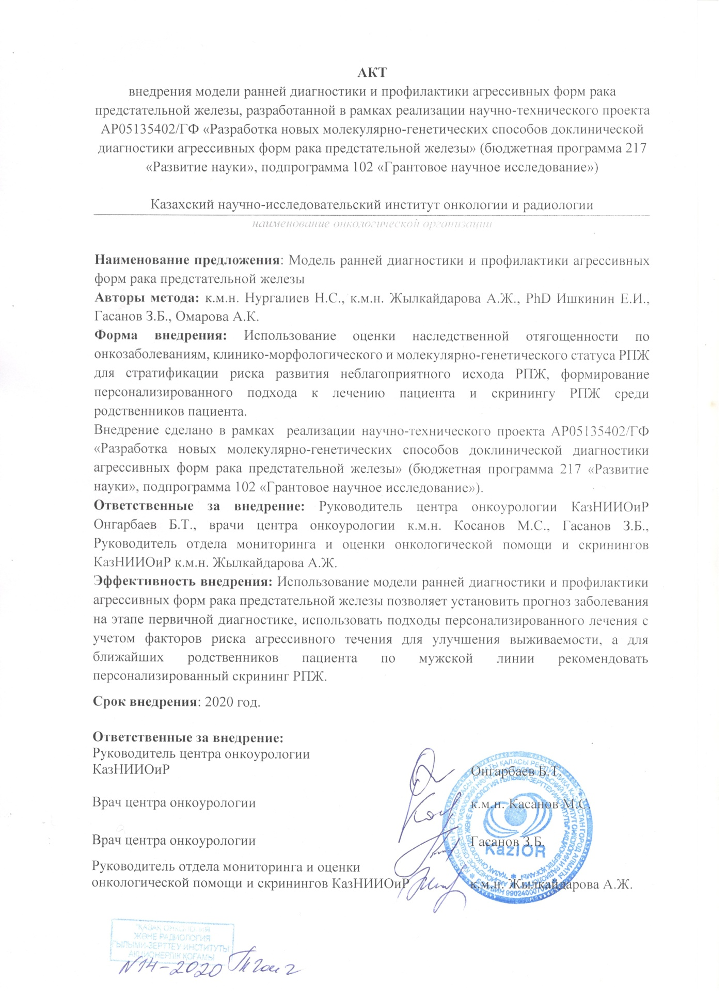 АКТ
внедрения модели ранней диагностики и профилактики агрессивных форм рака
предстательной железы, разработанной в рамках реализации научно-технического проекта
АР05135402/ГФ «Разработка новых молекулярно-генетических способов доклинической
диагностики агрессивных форм рака предстательной железы» (бюджетная программа 217
«Развитие науки», подпрограмма 102 «Грантовое научное исследование»)
Казахский научно-исследовательский институт онкологии и радиологии
наименование онкологической организации
Наименование предложения: Модель ранней диагностики и профилактики агрессивных
форм рака предстательной железы
Авторы метода: к.м.н. Нургалиев Н.С., к.м.н. Жылкайдарова А.Ж., PhD Ишкинин Е.И.,
Гасанов З.Б., Омарова А.К.
Форма внедрения: Использование оценки наследственной отягощенности по
онкозаболеваниям, клинико-морфологического и молекулярно-генетического статуса РПЖ
для стратификации риска развития неблагоприятного исхода РПЖ, формирование
персонализированного подхода к лечению пациента и скринингу РПЖ среди
родственников пациента.
Внедрение сделано в рамках реализации научно-технического проекта АР05135402/ГФ
«Разработка новых молекулярно-генетических способов доклинической диагностики
агрессивных форм рака предстательной железы» (бюджетная программа 217 «Развитие
науки», подпрограмма 102 «Грантовое научное исследование»).
Ответственные за внедрение: Руководитель центра онкоурологии КазНИИОиР
Онгарбаев Б.Т., врачи центра онкоурологии к.м.н. Косанов М.С., Гасанов З.Б.,
Руководитель отдела мониторинга и оценки онкологической помощи и скринингов
КазНИИОиР к.м.н. Жылкайдарова А.Ж.
Эффективность внедрения: Использование модели ранней диагностики и профилактики
агрессивных форм рака предстательной железы позволяет установить прогноз заболевания
на этапе первичной диагностике, использовать подходы персонализированного лечения с
учетом факторов риска агрессивного течения для улучшения выживаемости, а для
ближайших родственников пациента по мужской линии рекомендовать
персонализированный скрининг РПЖ.
Срок внедрения: 2020 год.
Ответственные за внедрение:
Руководитель центра онкоурологии
КазНИИОиР Онгарбаев Б.Т.
Врач центра онкоурологии к.м.н. Касанов М.С.
Врач центра онкоурологии Гасанов З.Б.
KazIOR
Руководитель отдела мониторинга и оценки
онкологической помощи и скринингов КазНИИОиР к.м.н. Жылкайдарова А.Ж.
"ҚАЗАҚ ОНКОЛОГИЯ
ЖӘНЕ РАДИОЛОГИЯ
ҒЫЛЫМИ-ЗЕРТТЕУ ИНСТИТУТЫ"
АКЦИОНЕРЛІК ҚОҒАМЫ
N14-2020